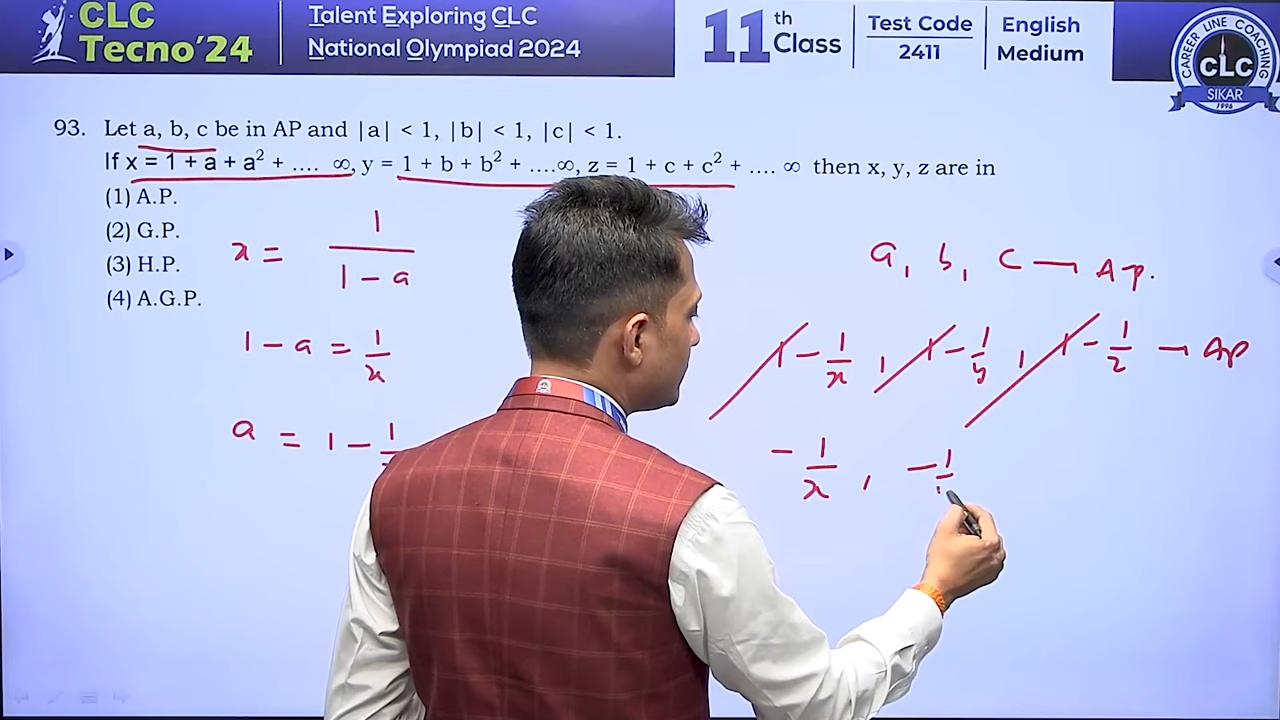 CLC
Tecno'24
Talent Exploring CLC
National Olympiad 2024
11th Class
Test Code
2411
English
Medium
CAREER LINE COACHING
CLC
SIKAR
1996
93. Let a, b, c be in AP and |a| < 1, |b| < 1, |c| < 1.
If x = 1 + a + a² + .... ∞, y = 1 + b + b² + ....∞, z = 1 + c + c² + .... ∞ then x, y, z are in
(1) A.P.
(2) G.P.
(3) H.P.
(4) A.G.P.
x = 1/(1-a)
1-a = 1/x
a = 1-1/
a, b, c — A.p.
1-1/x, 1-1/y, 1-1/z → Ap
-1/x, -1/